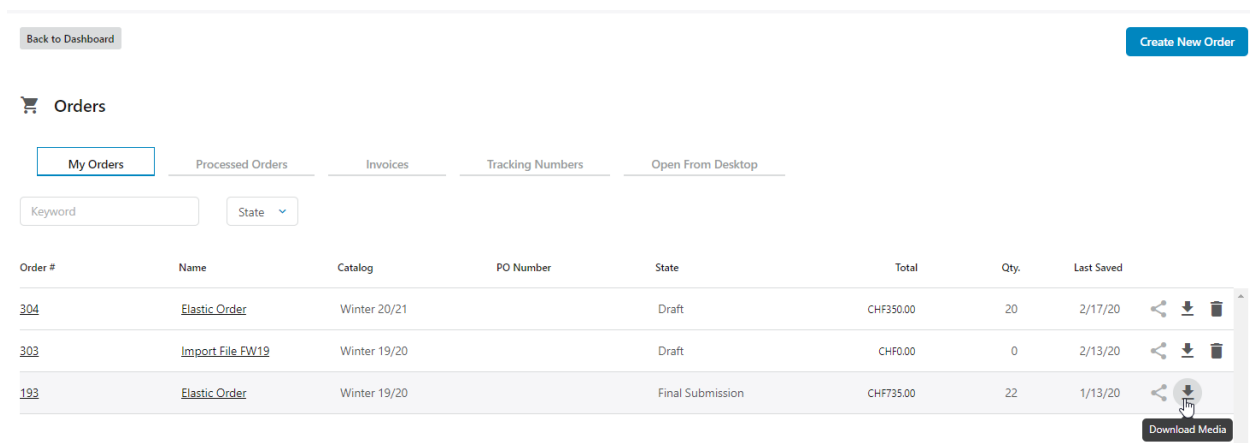 Back to Dashboard
Create New Order
Orders
My Orders Processed Orders Invoices Tracking Numbers Open From Desktop
Keyword State
Order # Name Catalog PO Number State Total Qty. Last Saved
304 Elastic Order Winter 20/21 Draft CHF350.00 20 2/17/20
303 Import File FW19 Winter 19/20 Draft CHF0.00 0 2/13/20
193 Elastic Order Winter 19/20 Final Submission CHF735.00 22 1/13/20
Download Media